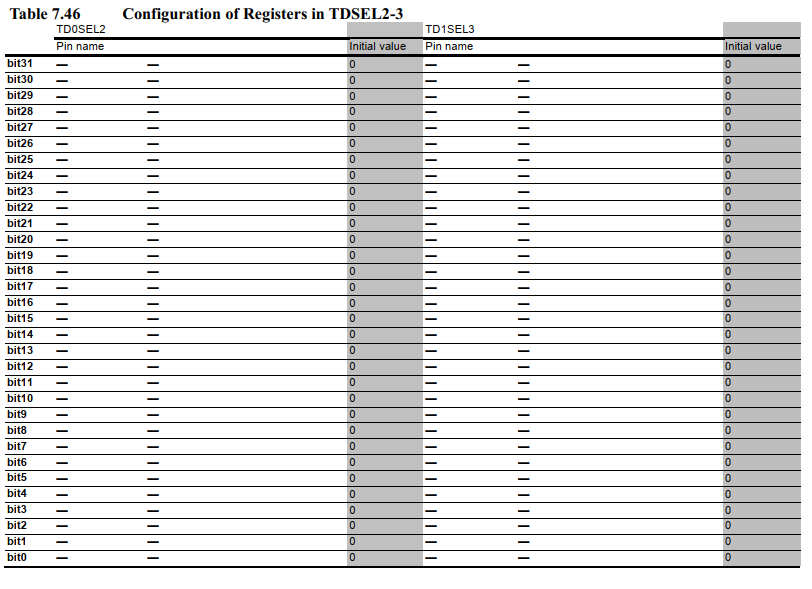 Table 7.46 Configuration of Registers in TDSEL2-3
TD0SEL2 TD1SEL3
Pin name Initial value Pin name Initial value
bit31 — — 0 — — 0
bit30 — — 0 — — 0
bit29 — — 0 — — 0
bit28 — — 0 — — 0
bit27 — — 0 — — 0
bit26 — — 0 — — 0
bit25 — — 0 — — 0
bit24 — — 0 — — 0
bit23 — — 0 — — 0
bit22 — — 0 — — 0
bit21 — — 0 — — 0
bit20 — — 0 — — 0
bit19 — — 0 — — 0
bit18 — — 0 — — 0
bit17 — — 0 — — 0
bit16 — — 0 — — 0
bit15 — — 0 — — 0
bit14 — — 0 — — 0
bit13 — — 0 — — 0
bit12 — — 0 — — 0
bit11 — — 0 — — 0
bit10 — — 0 — — 0
bit9 — — 0 — — 0
bit8 — — 0 — — 0
bit7 — — 0 — — 0
bit6 — — 0 — — 0
bit5 — — 0 — — 0
bit4 — — 0 — — 0
bit3 — — 0 — — 0
bit2 — — 0 — — 0
bit1 — — 0 — — 0
bit0 — — 0 — — 0